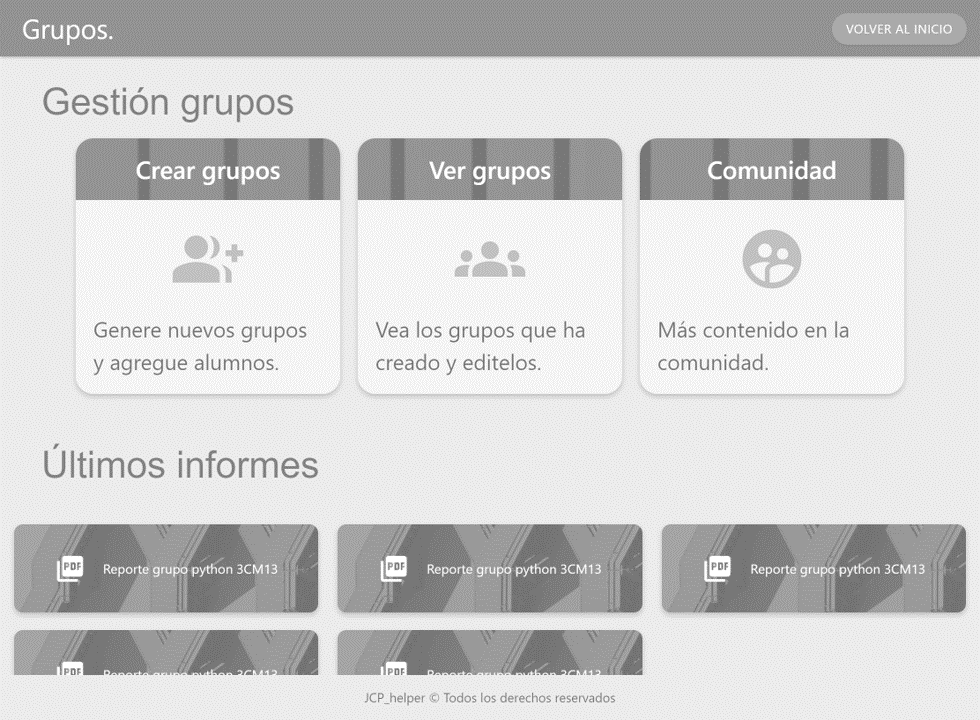 Grupos.
VOLVER AL INICIO
Gestión grupos
Crear grupos
Ver grupos
Comunidad
Genere nuevos grupos
y agregue alumnos.
Vea los grupos que ha
creado y editelos.
Más contenido en la
comunidad.
Últimos informes
PDF
Reporte grupo python 3CM13
PDF
Reporte grupo python 3CM13
PDF
Reporte grupo python 3CM13
PDF
Reporte grupo python 3CM13
PDF
Reporte grupo python 3CM13
JCP_helper © Todos los derechos reservados